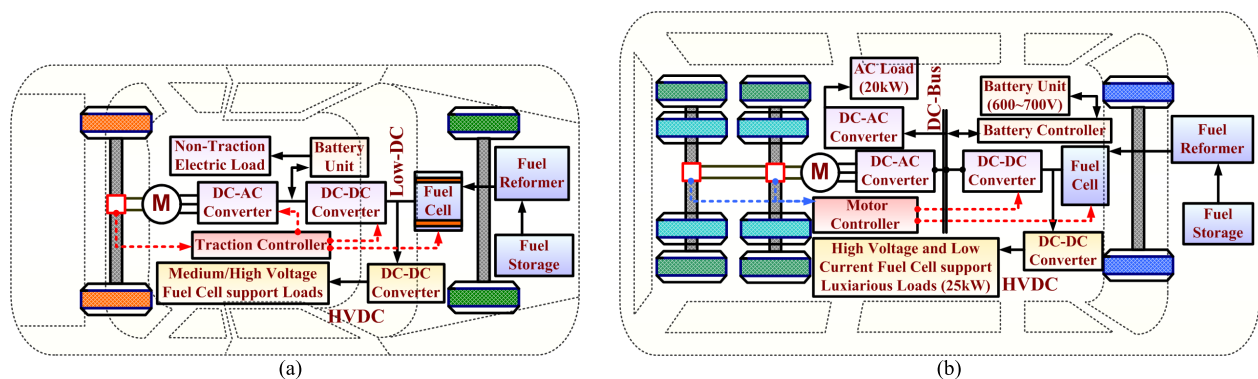 Non-Traction
Electric Load
Battery
Unit
Low-DC
M
DC-AC
Converter
DC-DC
Converter
Fuel
Cell
Fuel
Reformer
Traction Controller
Fuel
Storage
Medium/High Voltage
Fuel Cell support Loads
DC-DC
Converter
HVDC
(a)
AC Load
(20kW)
DC-Bus
Battery Unit
(600~700V)
DC-AC
Converter
Battery Controller
Fuel
Reformer
M
DC-AC
Converter
DC-DC
Converter
Fuel
Cell
Motor
Controller
Fuel
Storage
High Voltage and Low
Current Fuel Cell support
Luxiarious Loads (25kW)
DC-DC
Converter
HVDC
(b)